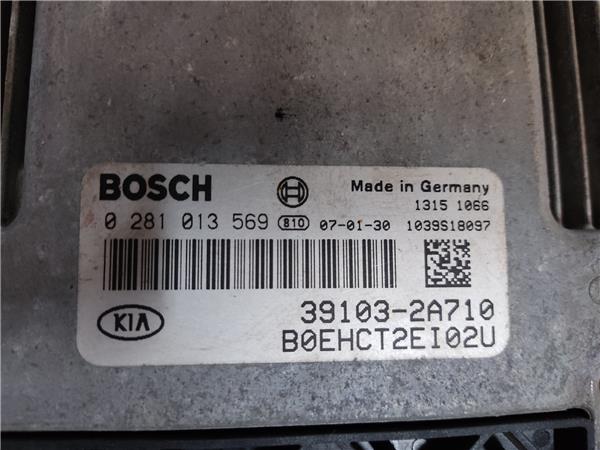 BOSCH
Made in Germany
1315 1066
0 281 013 569 810 07-01-30 1039S18097
KIA
39103-2A710
B0EHCT2EI02U